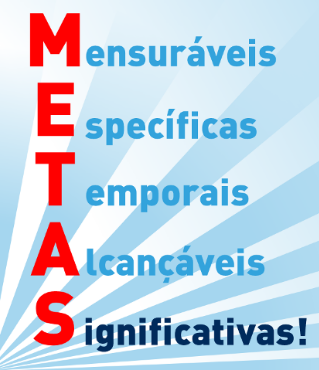 Mensuráveis
Específicas
Temporais
Alcançáveis
Significativas!